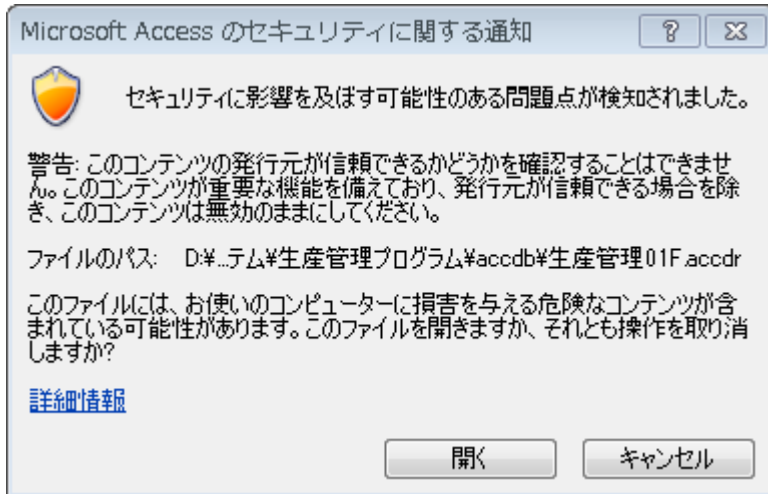 Microsoft Access のセキュリティに関する通知
セキュリティに影響を及ぼす可能性のある問題点が検知されました。
警告: このコンテンツの発行元が信頼できるかどうかを確認することはできませ
ん。このコンテンツが重要な機能を備えており、発行元が信頼できる場合を除
き、このコンテンツは無効のままにしてください。
ファイルのパス: D:¥...テム¥生産管理プログラム¥accdb¥生産管理01F.accdr
このファイルには、お使いのコンピューターに損害を与える危険なコンテンツが含
まれている可能性があります。このファイルを開きますか、それとも操作を取り消
しますか?
詳細情報
開く キャンセル